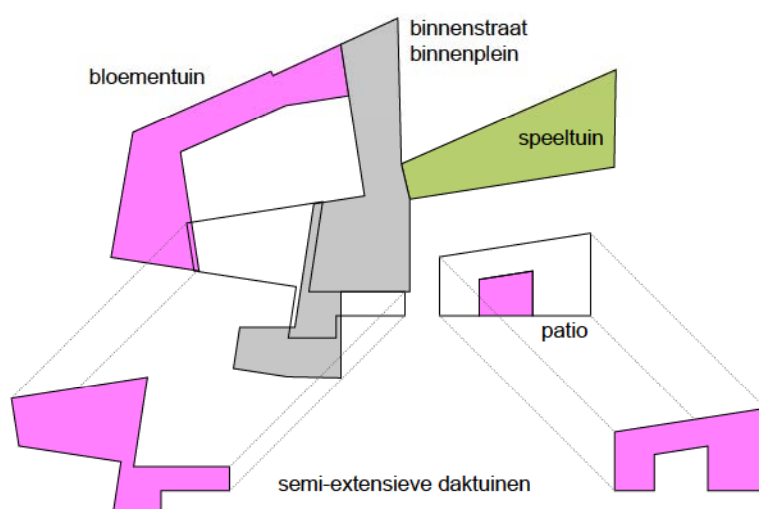 binnenstraat
binnenplein
bloementuin
speeltuin
patio
semi-extensieve daktuinen